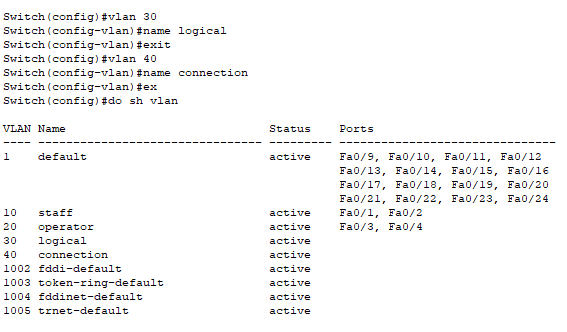 Switch(config)#vlan 30
Switch(config-vlan)#name logical
Switch(config-vlan)#exit
Switch(config)#vlan 40
Switch(config-vlan)#name connection
Switch(config-vlan)#ex
Switch(config)#do sh vlan

VLAN Name                             Status    Ports
---- -------------------------------- --------- -------------------------------
1    default                          active    Fa0/9, Fa0/10, Fa0/11, Fa0/12
                                                Fa0/13, Fa0/14, Fa0/15, Fa0/16
                                                Fa0/17, Fa0/18, Fa0/19, Fa0/20
                                                Fa0/21, Fa0/22, Fa0/23, Fa0/24
10   staff                            active    Fa0/1, Fa0/2
20   operator                         active    Fa0/3, Fa0/4
30   logical                          active
40   connection                       active
1002 fddi-default                     active
1003 token-ring-default               active
1004 fddinet-default                  active
1005 trnet-default                    active